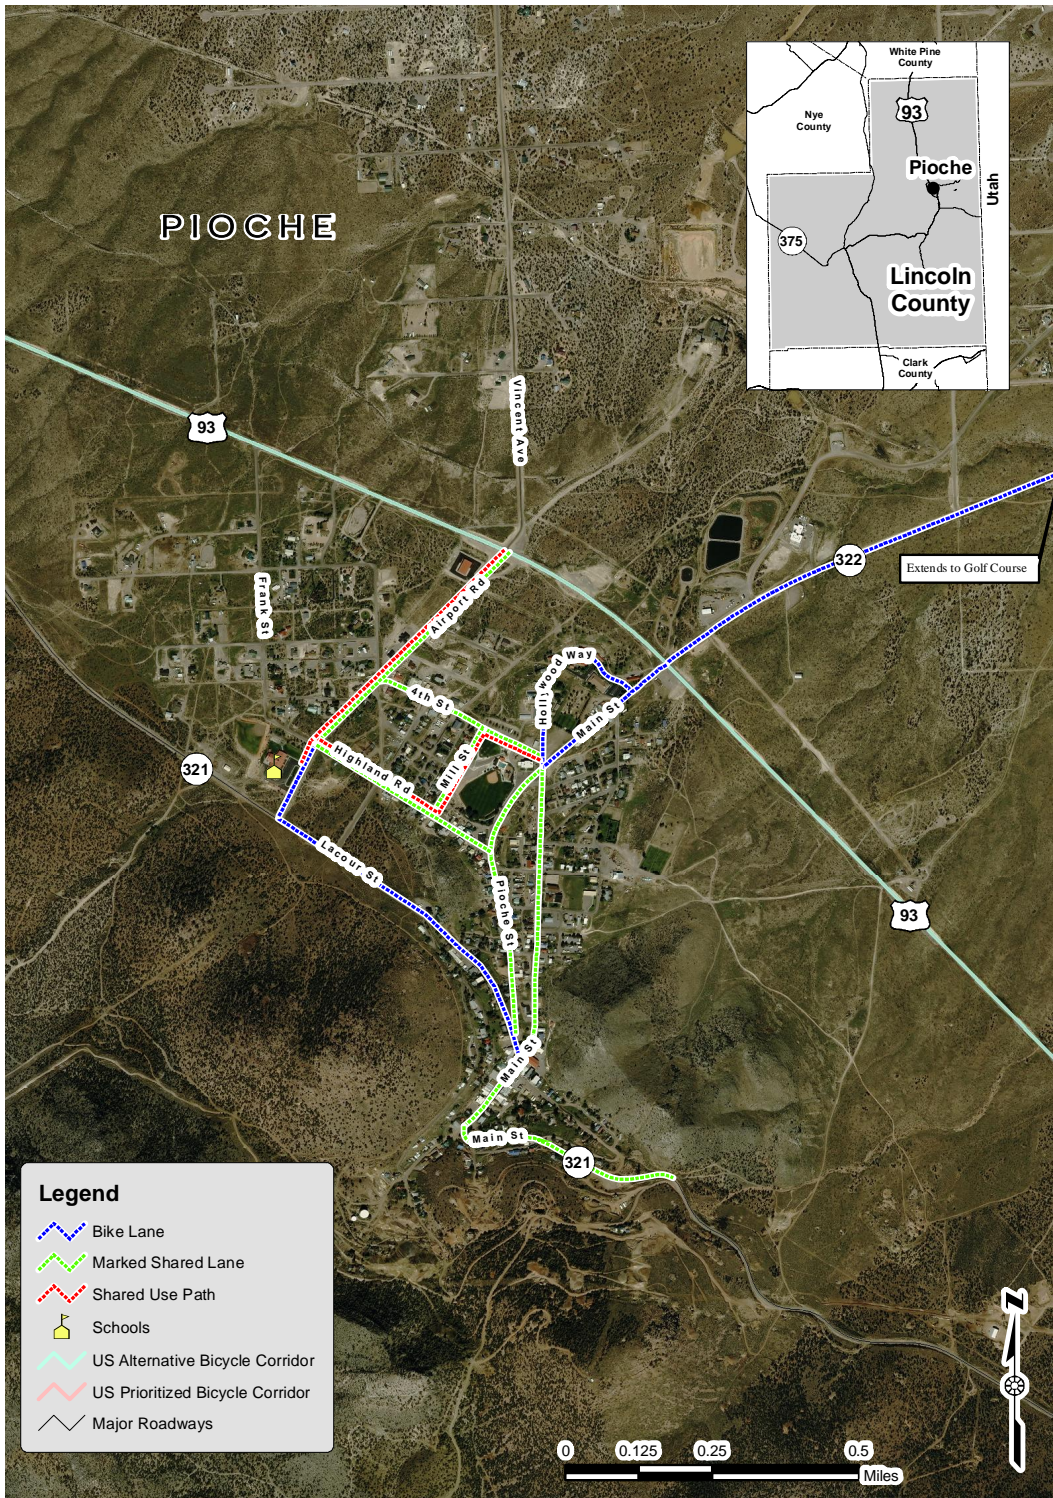 White Pine
County
93
Nye
County
Pioche
Utah
375
Lincoln
County
Clark
County
PIOCHE
Vincent Ave
93
322
Extends to Golf Course
Frank St
Airport Rd
Hollywood Way
4th St
Main St
Mill St
Highland Rd
321
Lacour St
Pioche St
93
Main St
Main St
321
Legend
Bike Lane
Marked Shared Lane
Shared Use Path
Schools
US Alternative Bicycle Corridor
US Prioritized Bicycle Corridor
Major Roadways
N
0 0.125 0.25 0.5
Miles